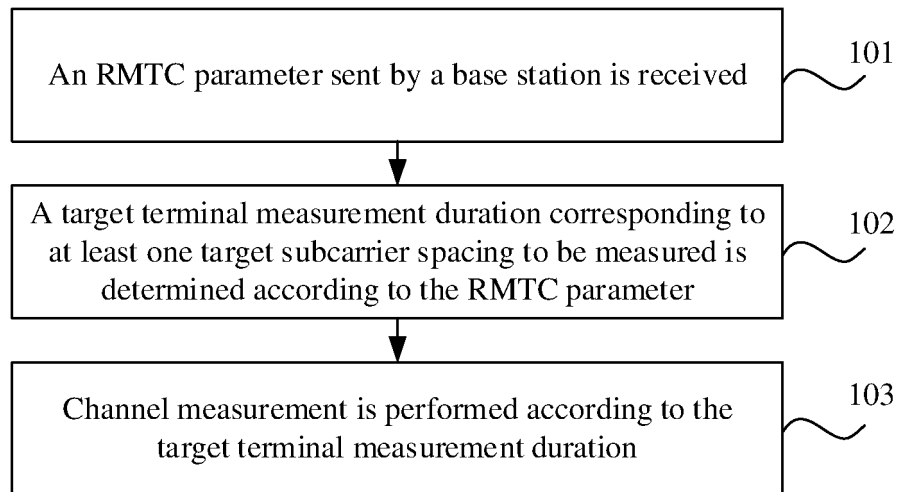 An RMTC parameter sent by a base station is received
101
A target terminal measurement duration corresponding to
at least one target subcarrier spacing to be measured is
determined according to the RMTC parameter
102
Channel measurement is performed according to the
target terminal measurement duration
103